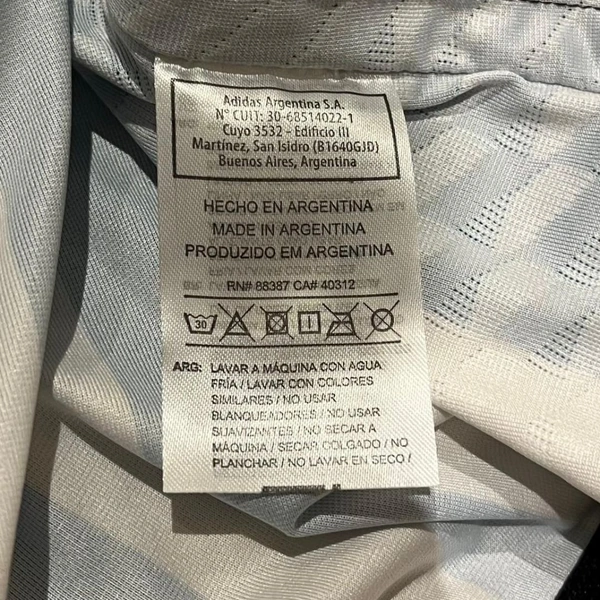 Adidas Argentina S.A.
N° CUIT: 30-68514022-1
Cuyo 3532 - Edificio (I)
Martínez, San Isidro (B1640GJD)
Buenos Aires, Argentina
HECHO EN ARGENTINA
MADE IN ARGENTINA
PRODUZIDO EM ARGENTINA
RN# 88387 CA# 40312
30
ARG: LAVAR A MÁQUINA CON AGUA
FRÍA / LAVAR CON COLORES
SIMILARES / NO USAR
BLANQUEADORES / NO USAR
SUAVIZANTES / NO SECAR A
MÁQUINA / SECAR COLGADO / NO
PLANCHAR / NO LAVAR EN SECO /